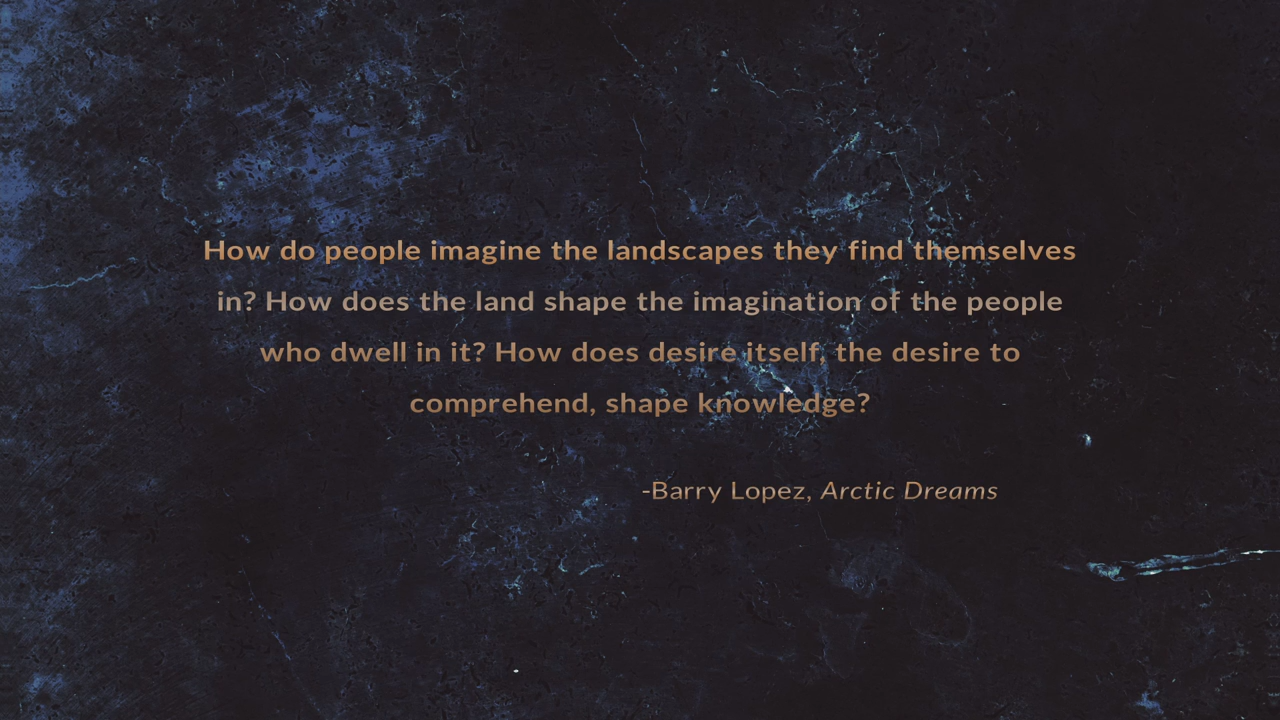 How do people imagine the landscapes they find themselves
in? How does the land shape the imagination of the people
who dwell in it? How does desire itself, the desire to
comprehend, shape knowledge?
-Barry Lopez, Arctic Dreams